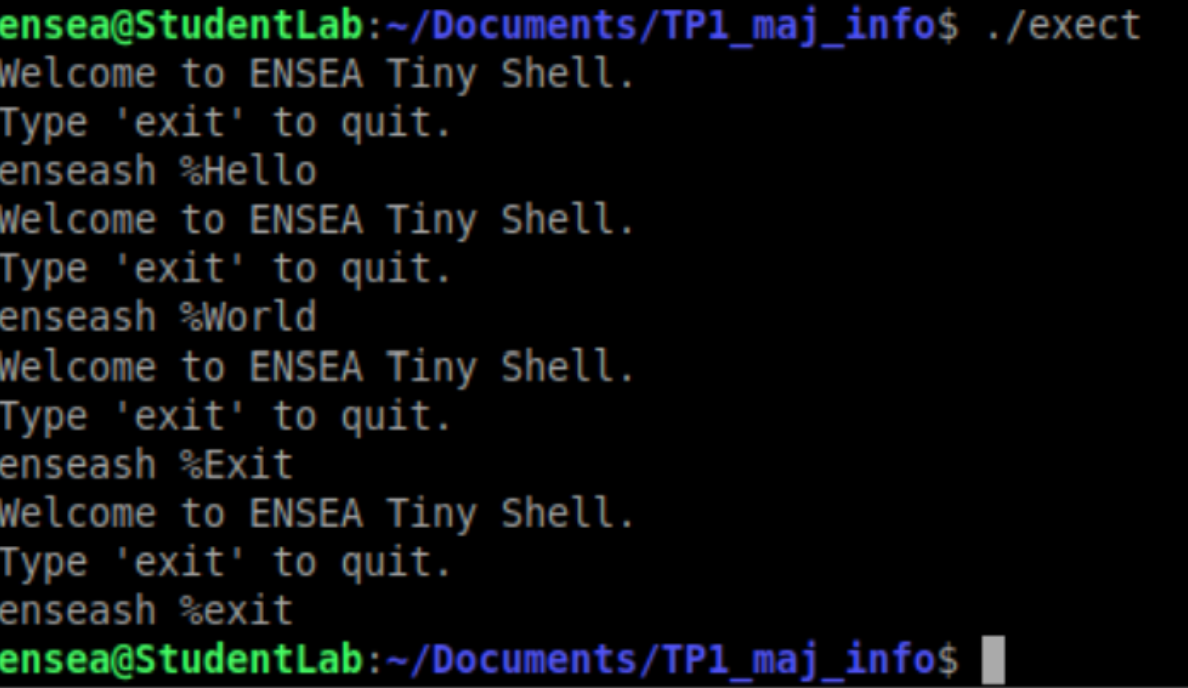 ensea@StudentLab:~/Documents/TP1_maj_info$ ./exect
Welcome to ENSEA Tiny Shell.
Type 'exit' to quit.
enseash %Hello
Welcome to ENSEA Tiny Shell.
Type 'exit' to quit.
enseash %World
Welcome to ENSEA Tiny Shell.
Type 'exit' to quit.
enseash %Exit
Welcome to ENSEA Tiny Shell.
Type 'exit' to quit.
enseash %exit
ensea@StudentLab:~/Documents/TP1_maj_info$